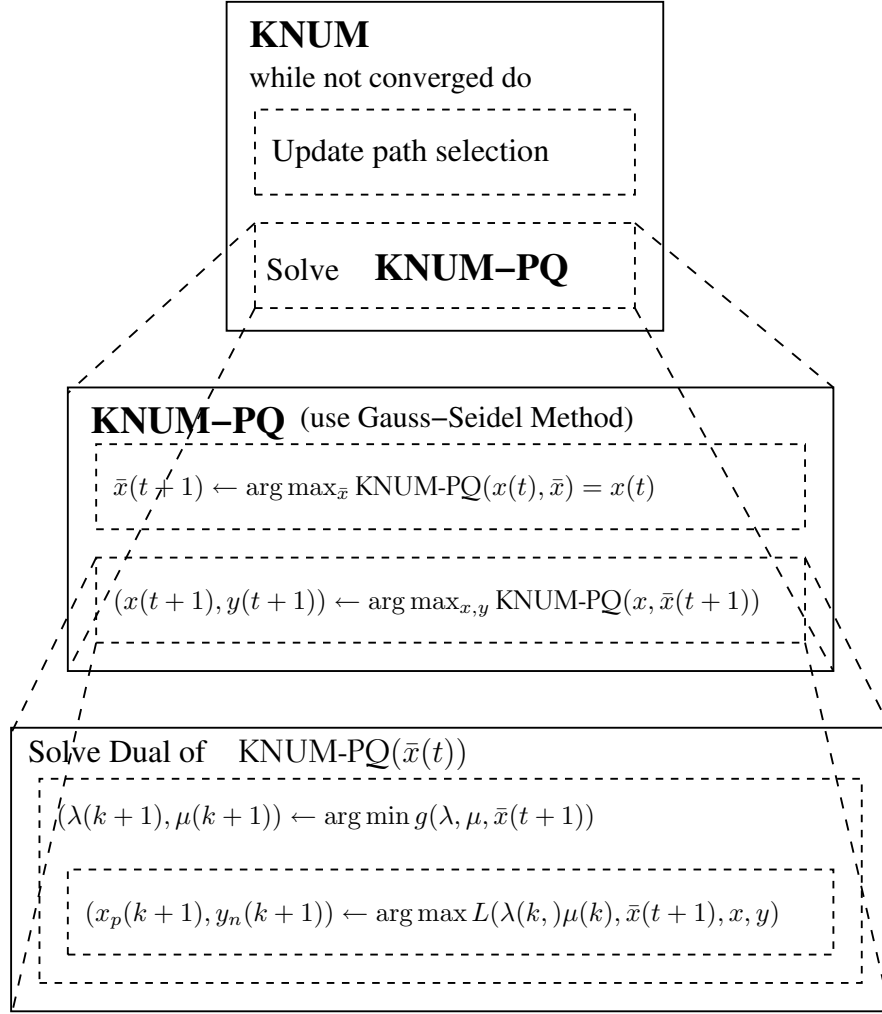 KNUM
while not converged do
Update path selection
Solve KNUM–PQ
KNUM–PQ (use Gauss–Seidel Method)
x̄(t + 1) ← arg max_x̄ KNUM-PQ(x(t), x̄) = x(t)
(x(t + 1), y(t + 1)) ← arg max_{x,y} KNUM-PQ(x, x̄(t + 1))
Solve Dual of KNUM-PQ(x̄(t))
(λ(k + 1), μ(k + 1)) ← arg min g(λ, μ, x̄(t + 1))
(x_p(k + 1), y_n(k + 1)) ← arg max L(λ(k, )μ(k), x̄(t + 1), x, y)